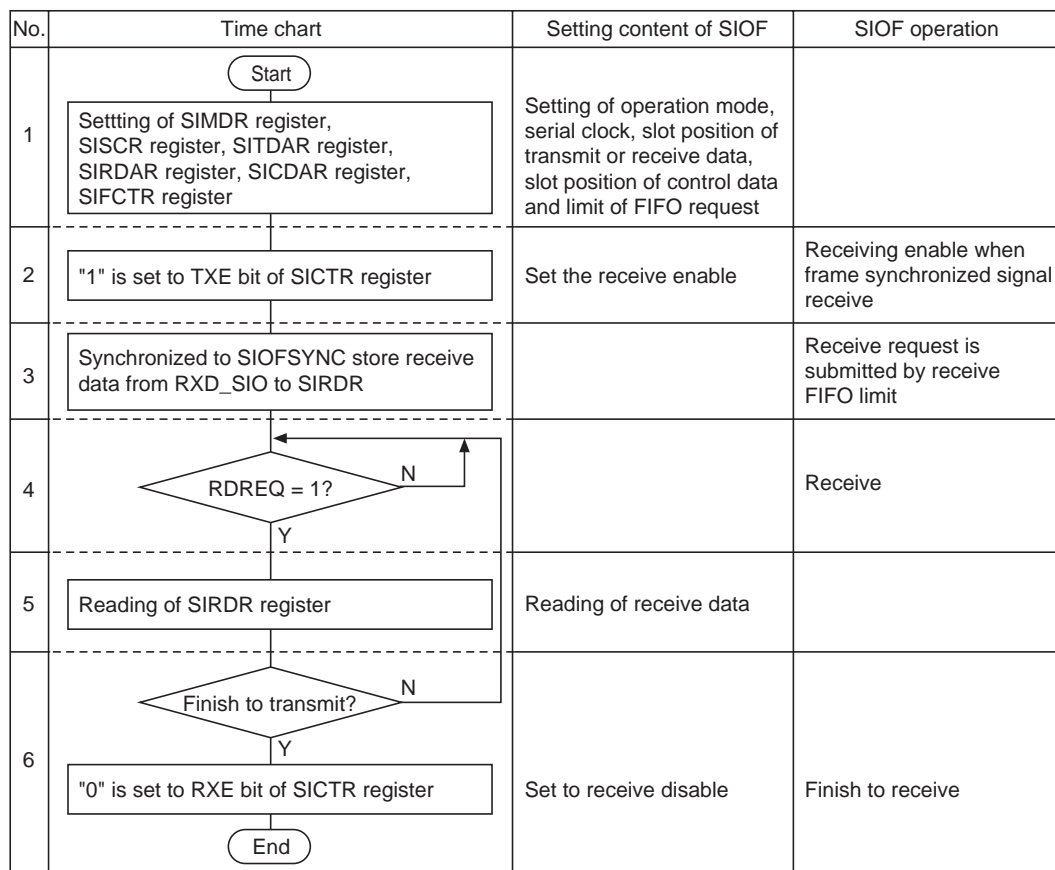 No.
Time chart
Setting content of SIOF
SIOF operation
1
Start
Settting of SIMDR register,
SISCR register, SITDAR register,
SIRDAR register, SICDAR register,
SIFCTR register
Setting of operation mode,
serial clock, slot position of
transmit or receive data,
slot position of control data
and limit of FIFO request
2
"1" is set to TXE bit of SICTR register
Set the receive enable
Receiving enable when
frame synchronized signal
receive
3
Synchronized to SIOFSYNC store receive
data from RXD_SIO to SIRDR
Receive request is
submitted by receive
FIFO limit
4
RDREQ = 1?
N
Y
Receive
5
Reading of SIRDR register
Reading of receive data
6
Finish to transmit?
N
Y
"0" is set to RXE bit of SICTR register
Set to receive disable
Finish to receive
End